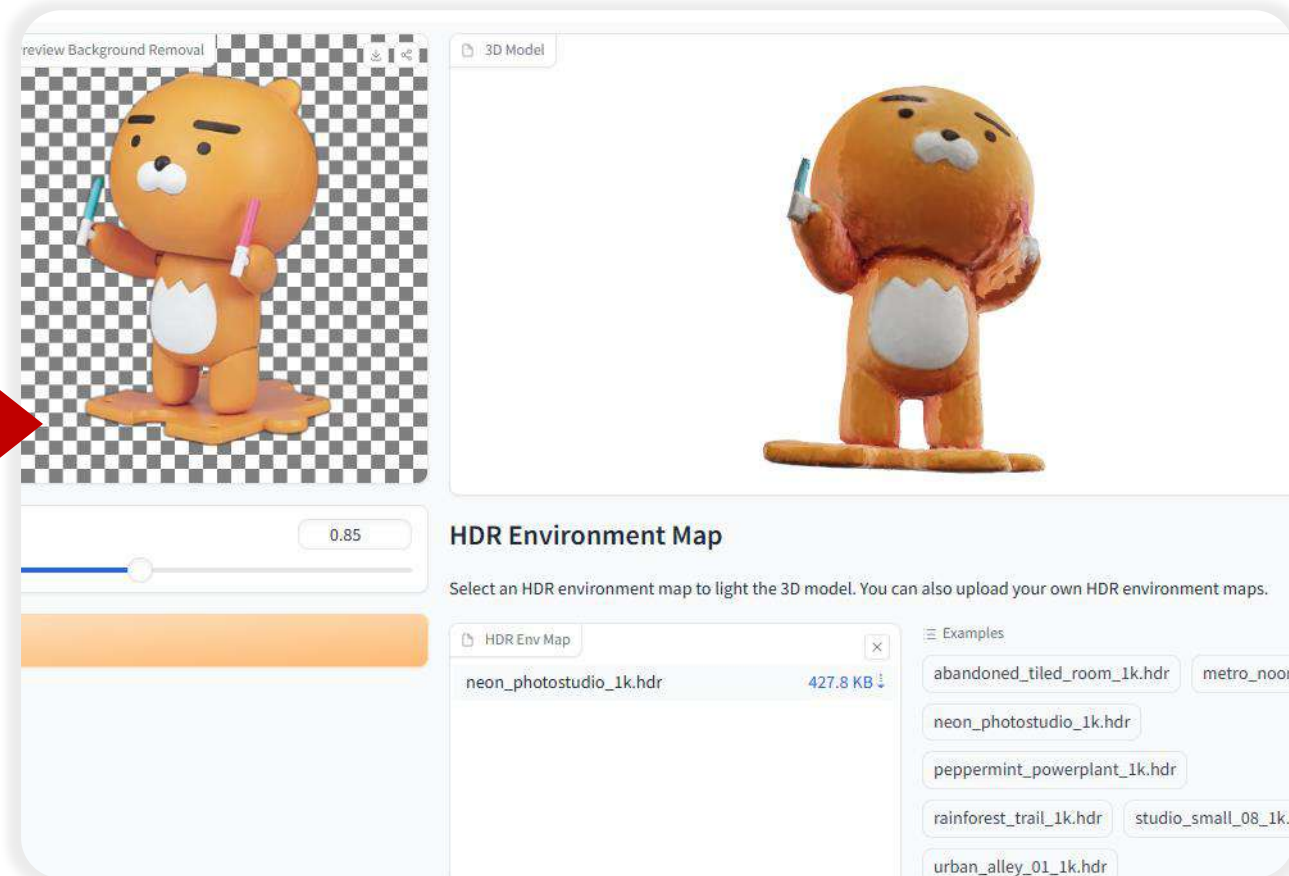 review Background Removal
3D Model
0.85
HDR Environment Map
Select an HDR environment map to light the 3D model. You can also upload your own HDR environment maps.
HDR Env Map
neon_photostudio_1k.hdr 427.8 KB
Examples
abandoned_tiled_room_1k.hdr metro_noor
neon_photostudio_1k.hdr
peppermint_powerplant_1k.hdr
rainforest_trail_1k.hdr studio_small_08_1k.
urban_alley_01_1k.hdr